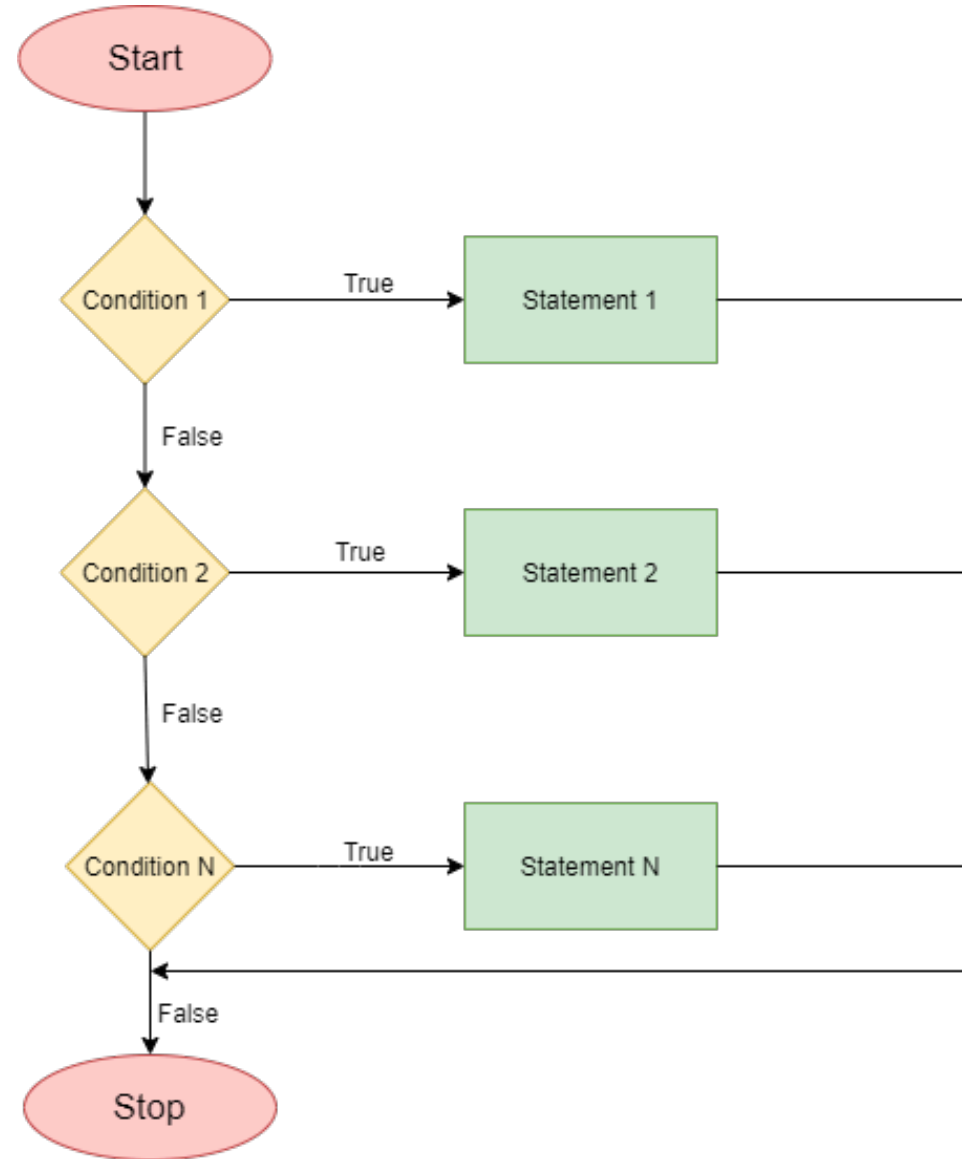 Start
Condition 1
True
Statement 1
False
Condition 2
True
Statement 2
False
Condition N
True
Statement N
False
Stop